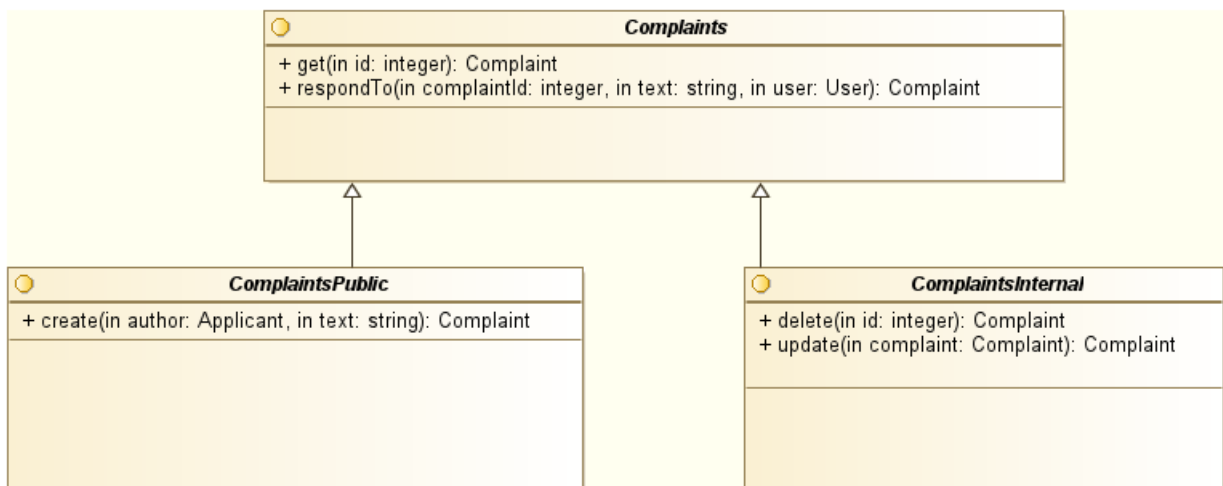 Complaints
+ get(in id: integer): Complaint
+ respondTo(in complaintId: integer, in text: string, in user: User): Complaint
ComplaintsPublic
+ create(in author: Applicant, in text: string): Complaint
ComplaintsInternal
+ delete(in id: integer): Complaint
+ update(in complaint: Complaint): Complaint